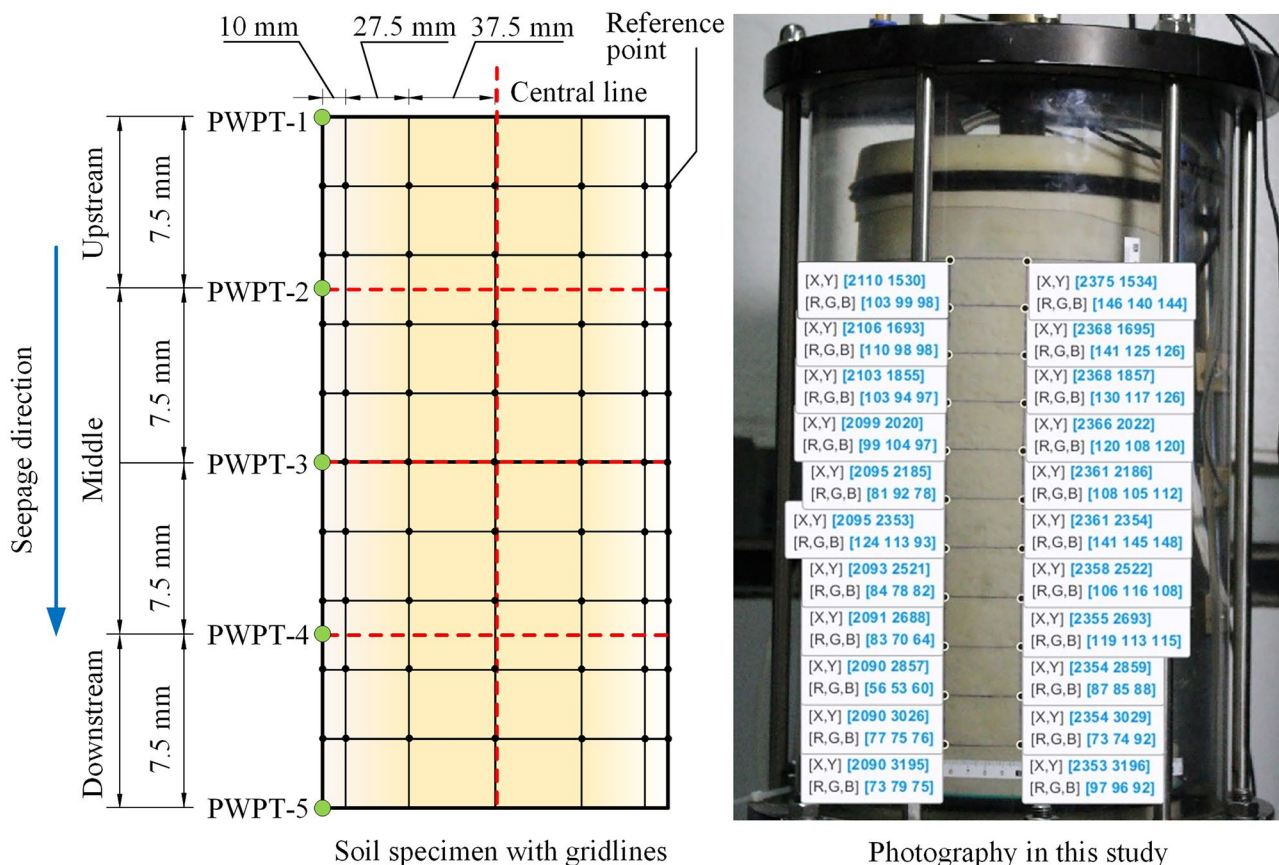 10 mm
27.5 mm
37.5 mm
Reference
point
Central line
PWPT-1
PWPT-2
PWPT-3
PWPT-4
PWPT-5
Upstream
Middle
Downstream
7.5 mm
7.5 mm
7.5 mm
7.5 mm
Seepage direction
Soil specimen with gridlines
[X,Y] [2110 1530]
[R,G,B] [103 99 98]
[X,Y] [2106 1693]
[R,G,B] [110 98 98]
[X,Y] [2103 1855]
[R,G,B] [103 94 97]
[X,Y] [2099 2020]
[R,G,B] [99 104 97]
[X,Y] [2095 2185]
[R,G,B] [81 92 78]
[X,Y] [2095 2353]
[R,G,B] [124 113 93]
[X,Y] [2093 2521]
[R,G,B] [84 78 82]
[X,Y] [2091 2688]
[R,G,B] [83 70 64]
[X,Y] [2090 2857]
[R,G,B] [56 53 60]
[X,Y] [2090 3026]
[R,G,B] [77 75 76]
[X,Y] [2090 3195]
[R,G,B] [73 79 75]
[X,Y] [2375 1534]
[R,G,B] [146 140 144]
[X,Y] [2368 1695]
[R,G,B] [141 125 126]
[X,Y] [2368 1857]
[R,G,B] [130 117 126]
[X,Y] [2366 2022]
[R,G,B] [120 108 120]
[X,Y] [2361 2186]
[R,G,B] [108 105 112]
[X,Y] [2361 2354]
[R,G,B] [141 145 148]
[X,Y] [2358 2522]
[R,G,B] [106 116 108]
[X,Y] [2355 2693]
[R,G,B] [119 113 115]
[X,Y] [2354 2859]
[R,G,B] [87 85 88]
[X,Y] [2354 3029]
[R,G,B] [73 74 92]
[X,Y] [2353 3196]
[R,G,B] [97 96 92]
Photography in this study